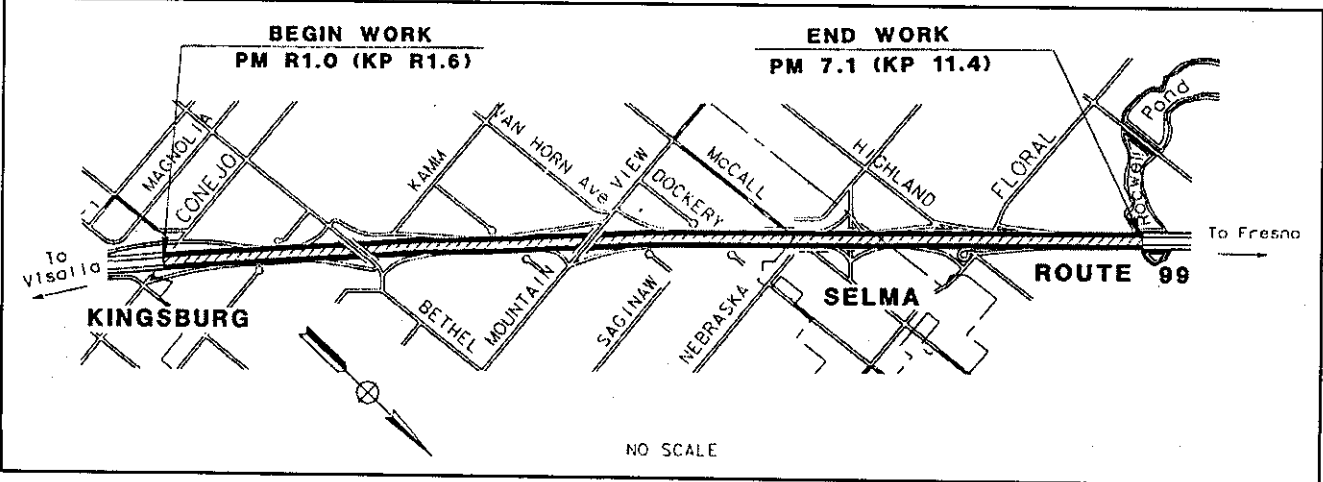 BEGIN WORK
PM R1.0 (KP R1.6)
END WORK
PM 7.1 (KP 11.4)
MAGNOLIA
CONEJO
KAMM
VAN HORN Ave
VIEW
DOCKERY
McCALL
HIGHLAND
FLORAL
Pond
To Visalia
To Fresno
KINGSBURG
BETHEL
MOUNTAIN
SAGINAW
NEBRASKA
SELMA
ROUTE 99
NO SCALE